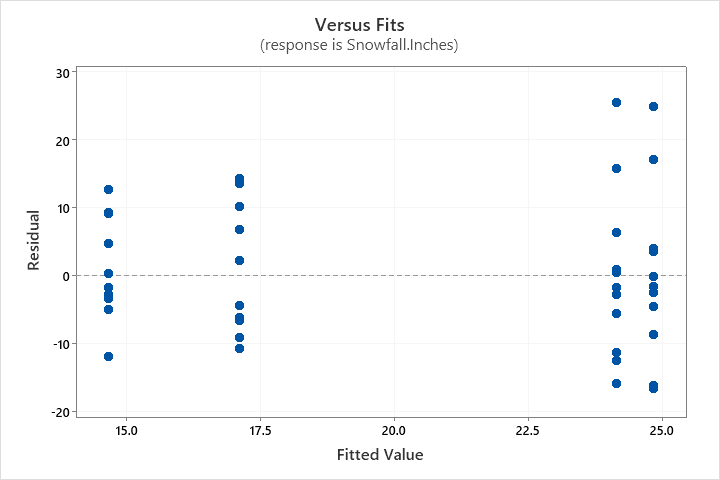 Versus Fits
(response is Snowfall.Inches)
30
20
10
0
-10
-20
Residual
15.0 17.5 20.0 22.5 25.0
Fitted Value